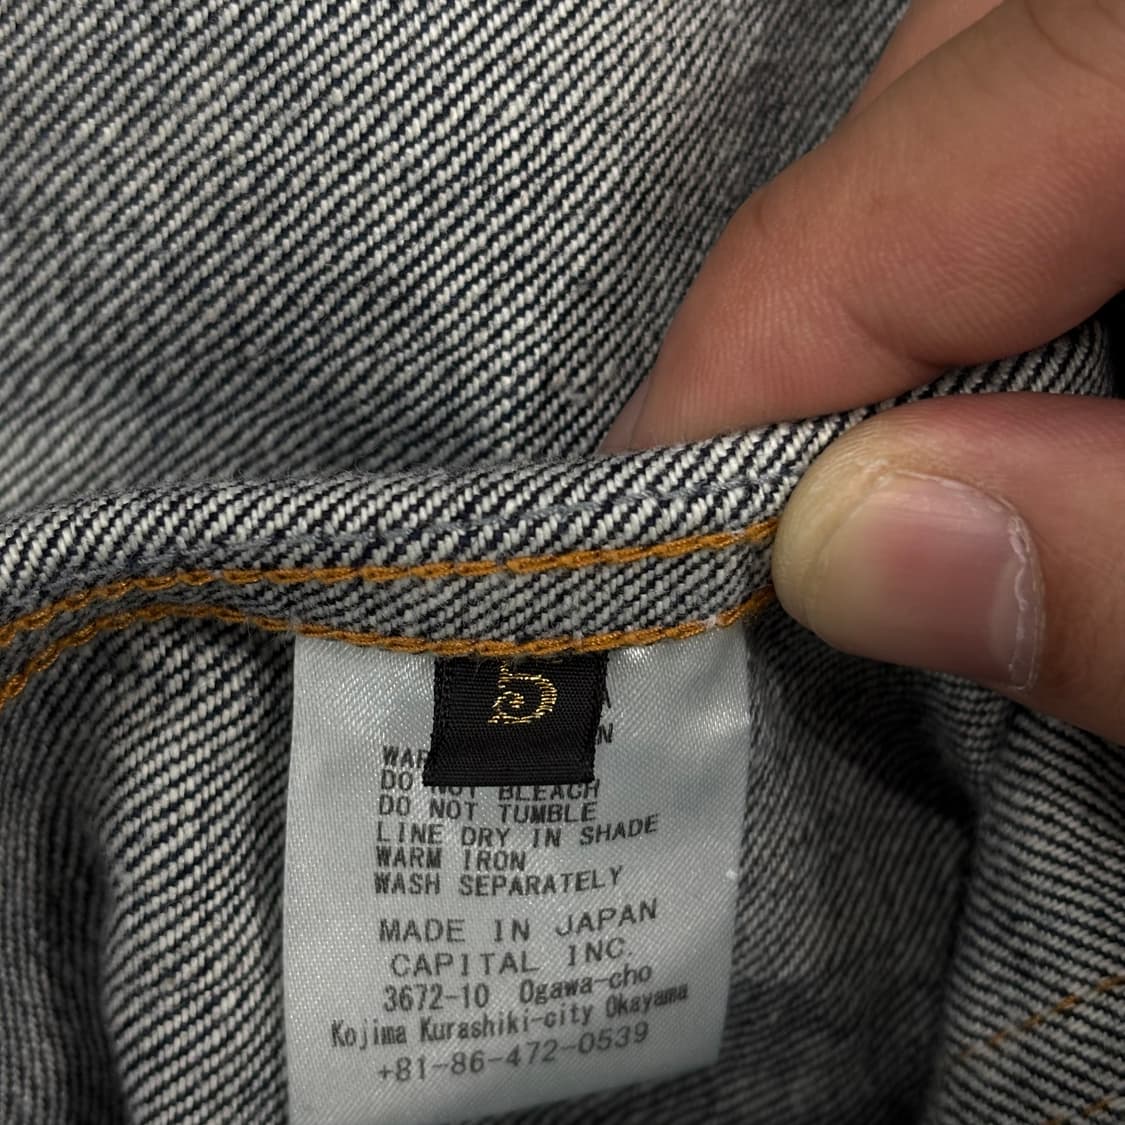 5
A
N
WAR
DO NOT BLEACH
DO NOT TUMBLE
LINE DRY IN SHADE
WARM IRON
WASH SEPARATELY
MADE IN JAPAN
CAPITAL INC.
3672-10 Ogawa-cho
Kojima Kurashiki-city Okayama
+81-86-472-0539